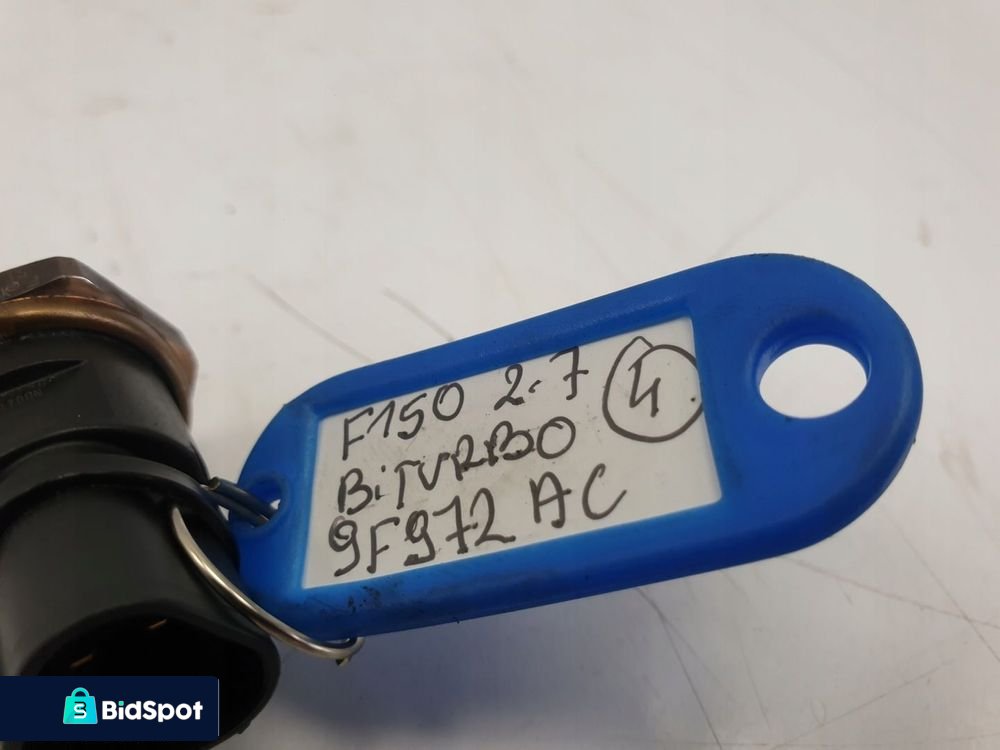 F150 2.7 4
BiTURBO
9F972 AC
BidSpot